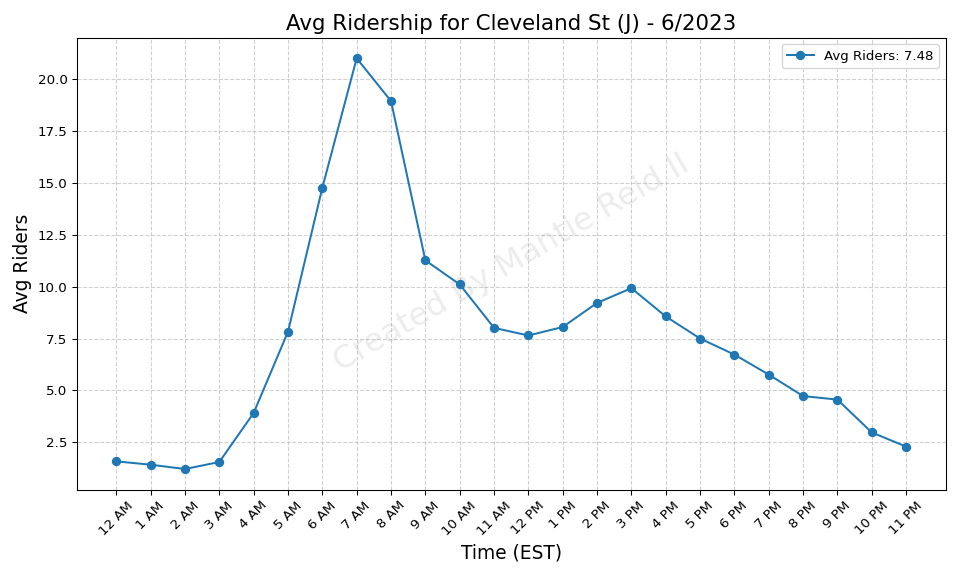 Avg Ridership for Cleveland St (J) - 6/2023
Avg Riders: 7.48
Avg Riders
20.0
17.5
15.0
12.5
10.0
7.5
5.0
2.5
Created By Mantie Reid II
12 AM
1 AM
2 AM
3 AM
4 AM
5 AM
6 AM
7 AM
8 AM
9 AM
10 AM
11 AM
12 PM
1 PM
2 PM
3 PM
4 PM
5 PM
6 PM
7 PM
8 PM
9 PM
10 PM
11 PM
Time (EST)